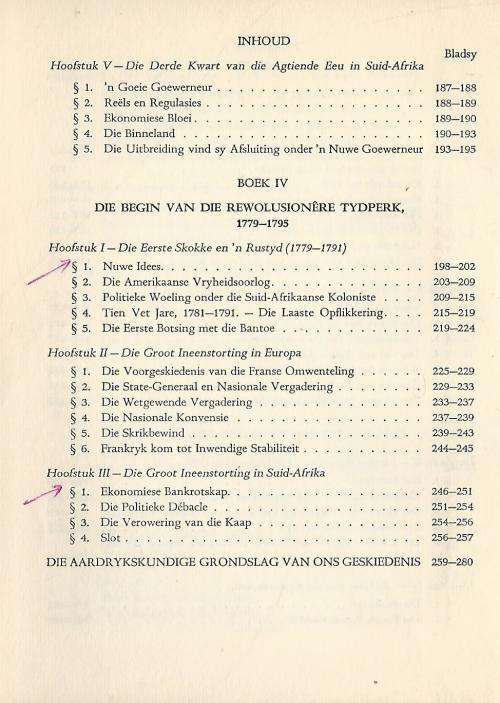 INHOUD
Bladsy
Hoofstuk V — Die Derde Kwart van die Agtiende Eeu in Suid-Afrika
§ 1. 'n Goeie Goewerneur . . . . . . . . . . . . . . . . . . . 187—188
§ 2. Reëls en Regulasies . . . . . . . . . . . . . . . . . . . . 188—189
§ 3. Ekonomiese Bloei . . . . . . . . . . . . . . . . . . . . . 189—190
§ 4. Die Binneland . . . . . . . . . . . . . . . . . . . . . . 190—193
§ 5. Die Uitbreiding vind sy Afsluiting onder 'n Nuwe Goewerneur 193—195
BOEK IV
DIE BEGIN VAN DIE REWOLUSIONÊRE TYDPERK,
1779—1795
Hoofstuk I — Die Eerste Skokke en 'n Rustyd (1779—1791)
§ 1. Nuwe Idees. . . . . . . . . . . . . . . . . . . . . . . . 198—202
§ 2. Die Amerikaanse Vryheidsoorlog. . . . . . . . . . . . . . 203—209
§ 3. Politieke Woeling onder die Suid-Afrikaanse Koloniste . . . . 209—215
§ 4. Tien Vet Jare, 1781—1791. — Die Laaste Opflikkering. . . . . 215—219
§ 5. Die Eerste Botsing met die Bantoe . . . . . . . . . . . . . 219—224
Hoofstuk II — Die Groot Ineenstorting in Europa
§ 1. Die Voorgeskiedenis van die Franse Omwenteling . . . . . . 225—229
§ 2. Die State-Generaal en Nasionale Vergadering . . . . . . . . 229—233
§ 3. Die Wetgewende Vergadering . . . . . . . . . . . . . . . 233—237
§ 4. Die Nasionale Konvensie . . . . . . . . . . . . . . . . . 237—239
§ 5. Die Skrikbewind . . . . . . . . . . . . . . . . . . . . . 239—243
§ 6. Frankryk kom tot Inwendige Stabiliteit . . . . . . . . . . . 244—245
Hoofstuk III — Die Groot Ineenstorting in Suid-Afrika
§ 1. Ekonomiese Bankrotskap. . . . . . . . . . . . . . . . . . 246—251
§ 2. Die Politieke Débacle . . . . . . . . . . . . . . . . . . . 251—254
§ 3. Die Verowering van die Kaap . . . . . . . . . . . . . . . 254—256
§ 4. Slot . . . . . . . . . . . . . . . . . . . . . . . . . . . 256—257
DIE AARDRYKSKUNDIGE GRONDSLAG VAN ONS GESKIEDENIS 259—280